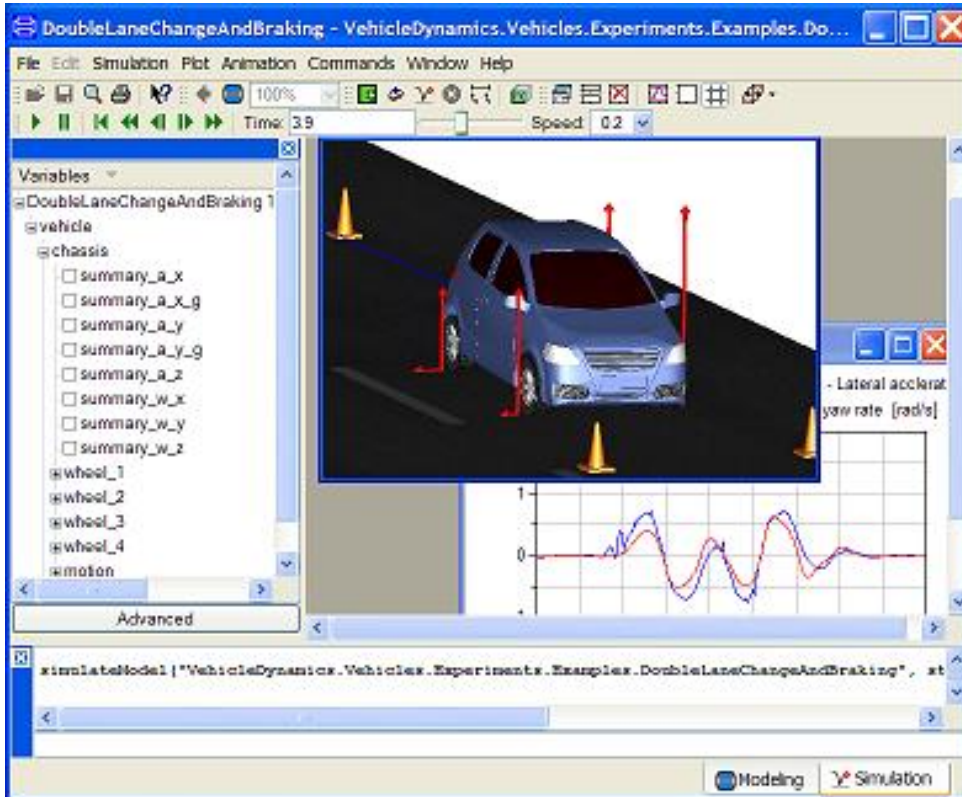 DoubleLaneChangeAndBraking - VehicleDynamics.Vehicles.Experiments.Examples.Do...
File Edit Simulation Plot Animation Commands Window Help
100%
Time: 3.9 Speed: 0.2
Variables
DoubleLaneChangeAndBraking 1
vehicle
chassis
summary_a_x
summary_a_x_g
summary_a_y
summary_a_y_g
summary_a_z
summary_w_x
summary_w_y
summary_w_z
wheel_1
wheel_2
wheel_3
wheel_4
motion
Advanced
- Lateral acclerat
yaw rate [rad/s]
1
0
simulateModel("VehicleDynamics.Vehicles.Experiments.Examples.DoubleLaneChangeAndBraking", st
Modeling Simulation